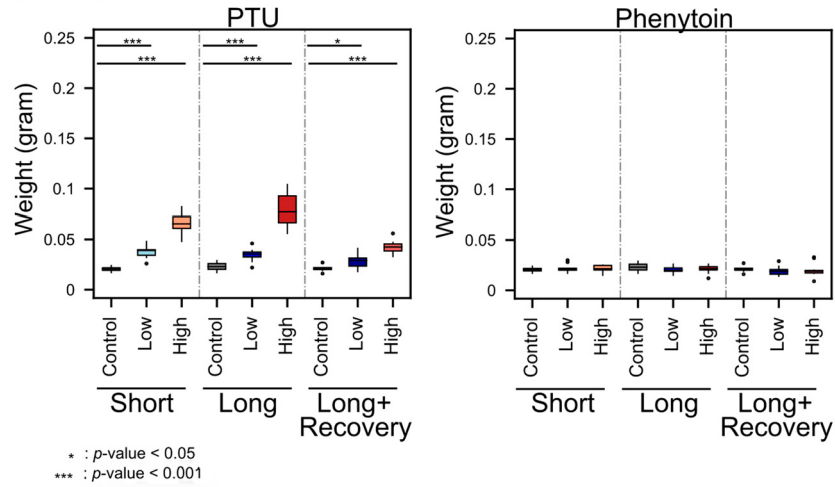 PTU
Phenytoin
Weight (gram)
0.25
0.2
0.15
0.1
0.05
0
***
***
***
***
*
***
Control
Low
High
Control
Low
High
Control
Low
High
Short
Long
Long+
Recovery
Weight (gram)
0.25
0.2
0.15
0.1
0.05
0
Control
Low
High
Control
Low
High
Control
Low
High
Short
Long
Long+
Recovery
* : p-value < 0.05
*** : p-value < 0.001